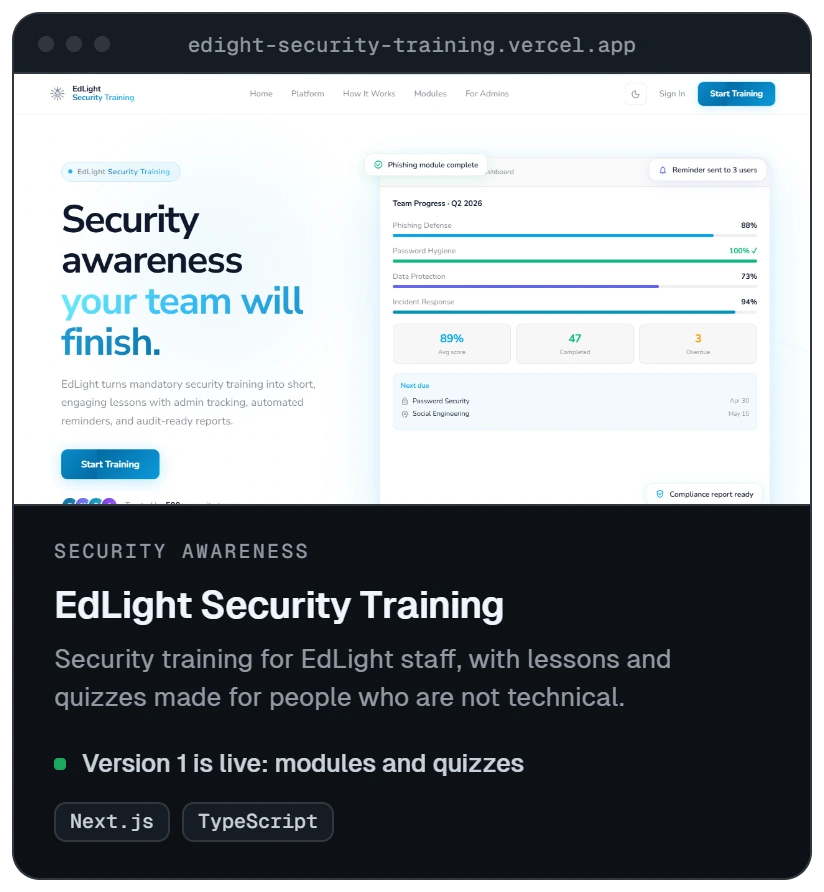 edight-security-training.vercel.app
EdLight
Security Training
Home Platform How It Works Modules For Admins
Sign In Start Training
EdLight Security Training
Security
awareness
your team will
finish.
EdLight turns mandatory security training into short,
engaging lessons with admin tracking, automated
reminders, and audit-ready reports.
Start Training
Phishing module complete
Reminder sent to 3 users
Team Progress · Q2 2026
Phishing Defense 88%
Password Hygiene 100% ✓
Data Protection 73%
Incident Response 94%
89% 47 3
Avg score Completed Overdue
Next due
Password Security Apr 30
Social Engineering May 15
Compliance report ready
SECURITY AWARENESS
EdLight Security Training
Security training for EdLight staff, with lessons and
quizzes made for people who are not technical.
Version 1 is live: modules and quizzes
Next.js TypeScript